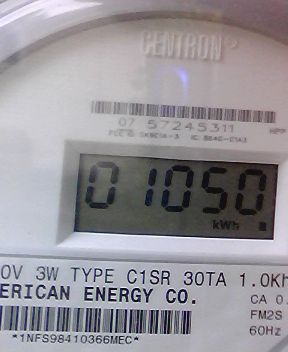 CENTRON®
07 57245311
HPP
01050
kWh
0V 3W TYPE C1SR 30TA 1.0Kh
ERICAN ENERGY CO.
CA 0.
FM2S
60Hz
*1NFS98410366MEC*